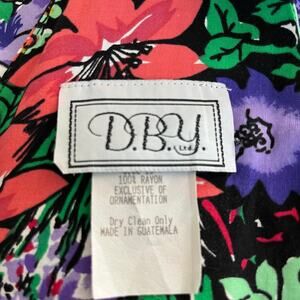 D.B.Y.
Ltd.
100% RAYON
EXCLUSIVE OF
ORNAMENTATION
Dry Clean Only
MADE IN GUATEMALA